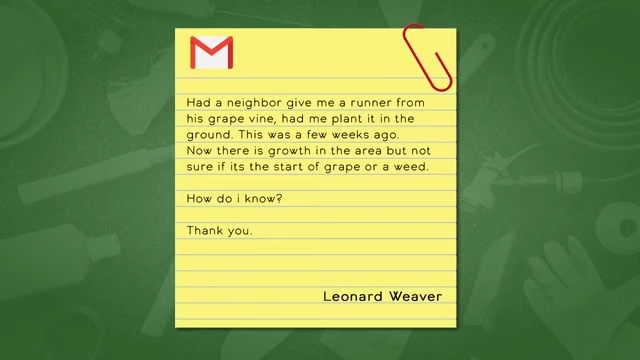 Had a neighbor give me a runner from
his grape vine, had me plant it in the
ground. This was a few weeks ago.
Now there is growth in the area but not
sure if its the start of grape or a weed.
How do i know?
Thank you.
Leonard Weaver